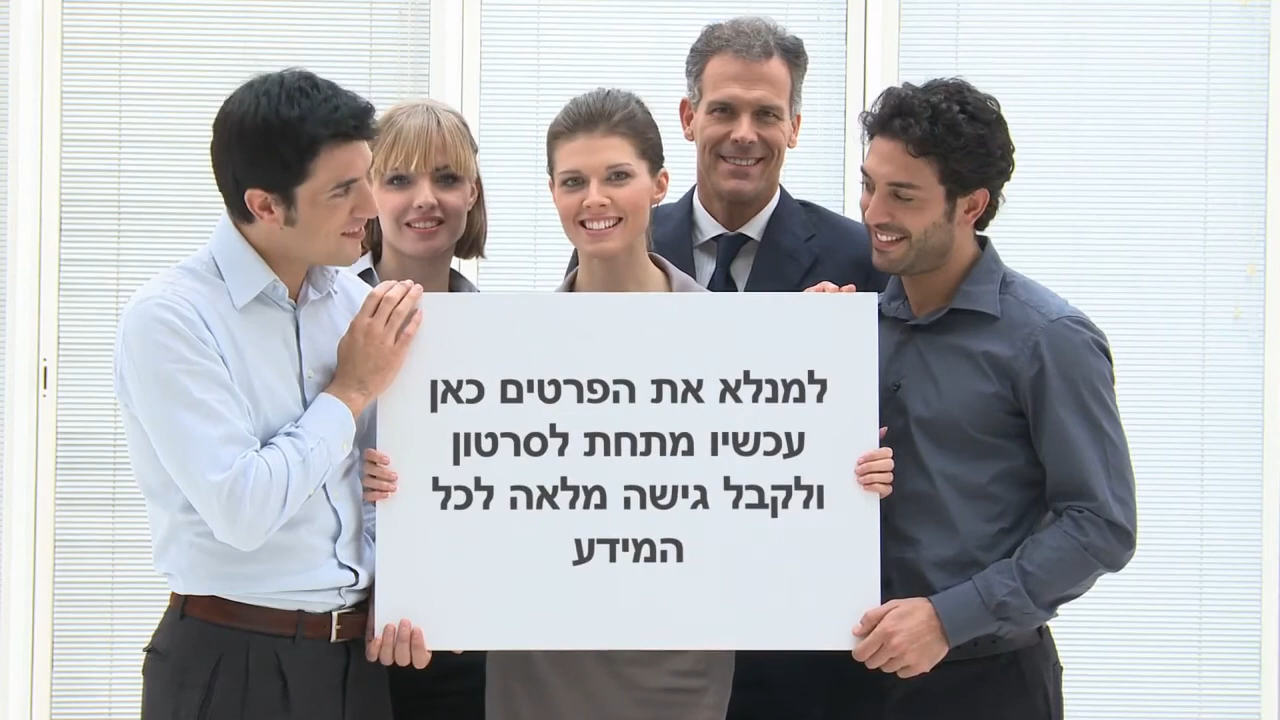 למנלא את הפרטים כאן
עכשיו מתחת לסרטון
ולקבל גישה מלאה לכל
המידע